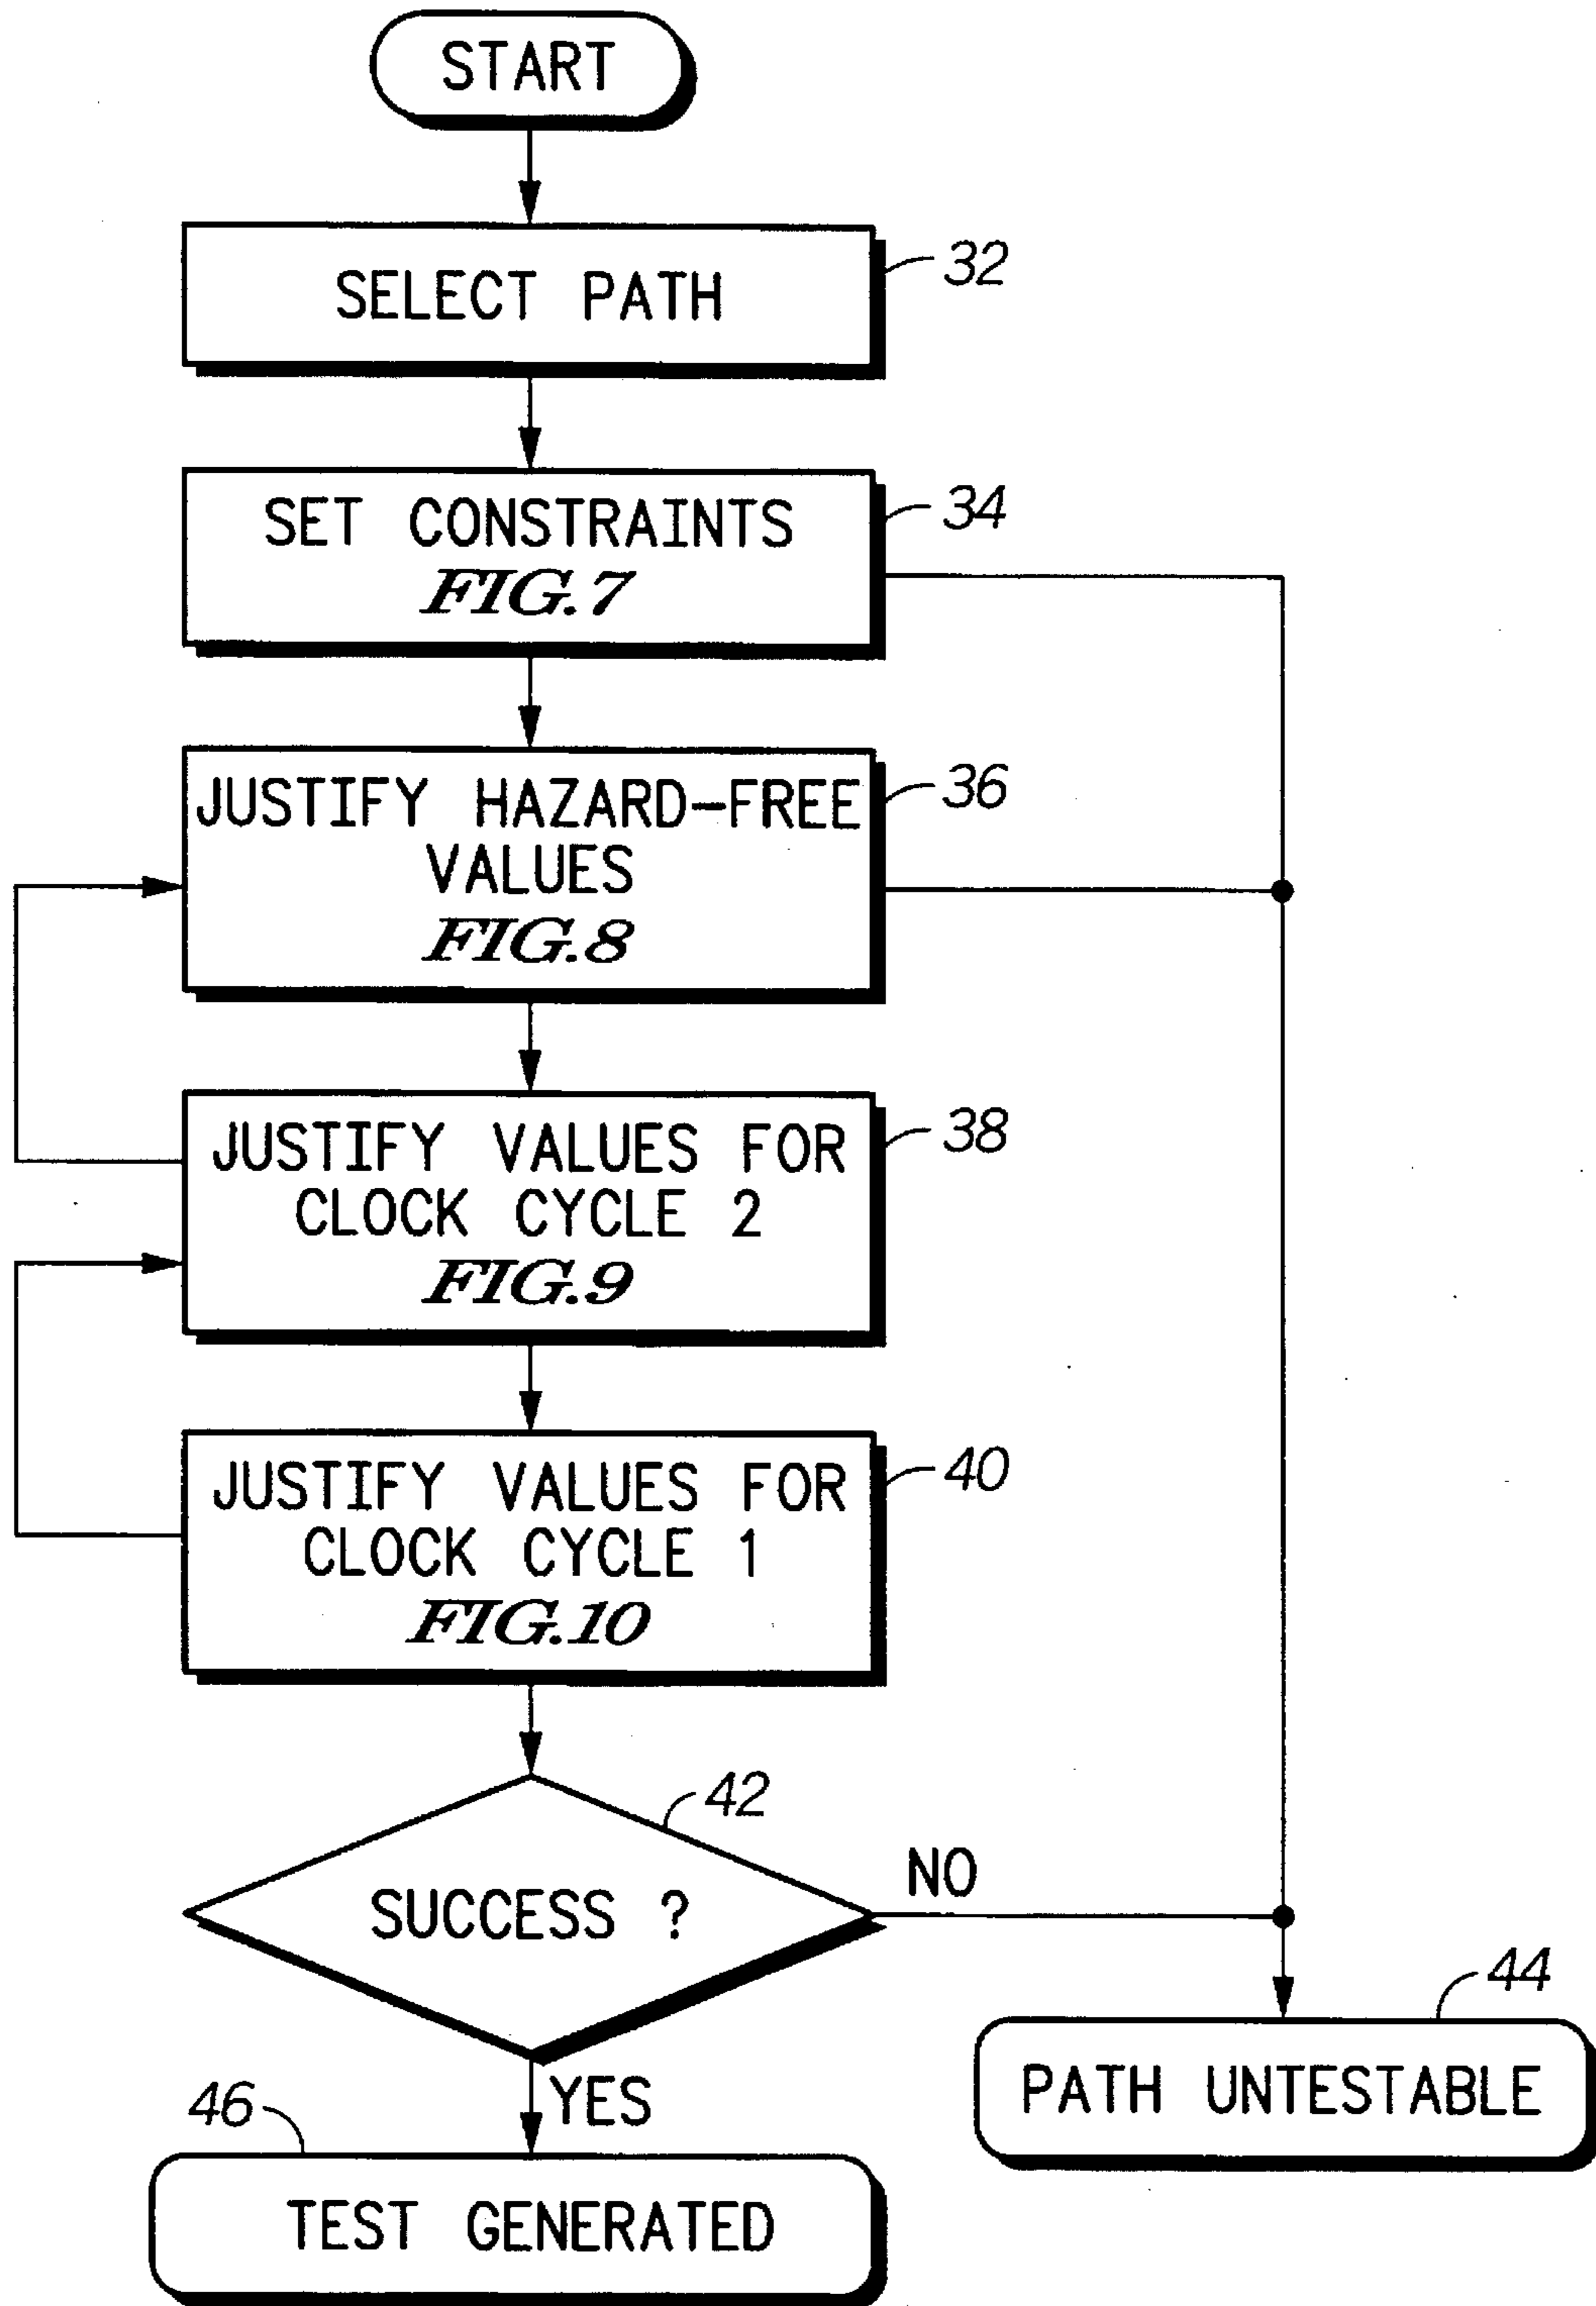 START
SELECT PATH
32
SET CONSTRAINTS
FIG.7
34
JUSTIFY HAZARD-FREE
VALUES
FIG.8
36
JUSTIFY VALUES FOR
CLOCK CYCLE 2
FIG.9
38
JUSTIFY VALUES FOR
CLOCK CYCLE 1
FIG.10
40
42
SUCCESS ?
NO
YES
44
PATH UNTESTABLE
46
TEST GENERATED